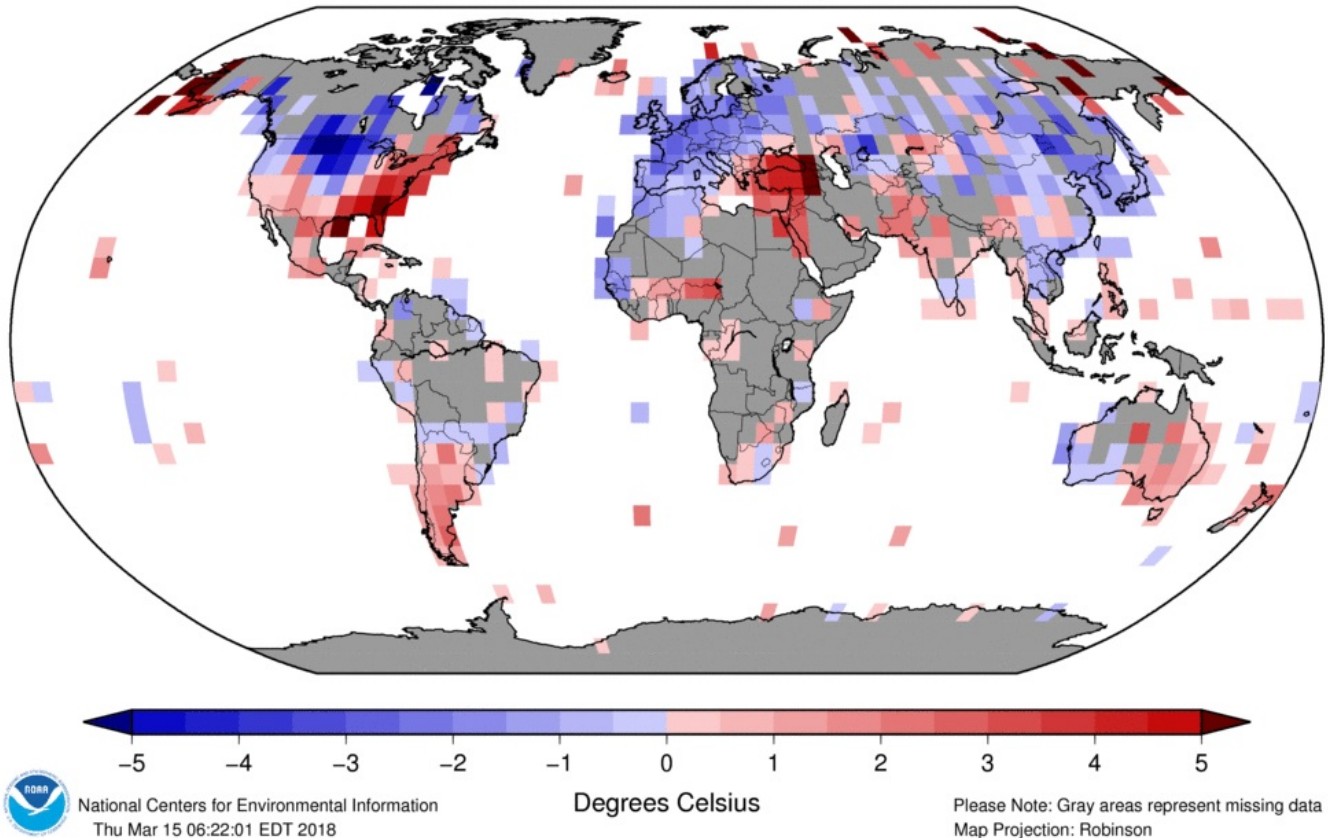 −5 −4 −3 −2 −1 0 1 2 3 4 5
Degrees Celsius
NOAA
National Centers for Environmental Information
Thu Mar 15 06:22:01 EDT 2018
Please Note: Gray areas represent missing data
Map Projection: Robinson